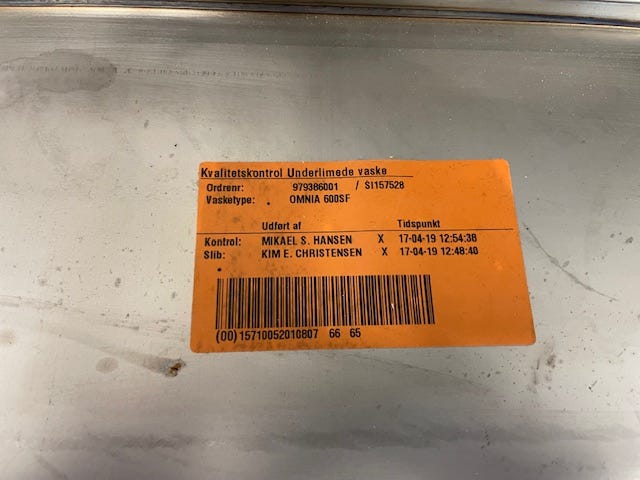 Kvalitetskontrol Underlimede vaske
Ordrenr: 979386001 / SI157528
Vasketype: OMNIA 600SF
Udført af Tidspunkt
Kontrol: MIKAEL S. HANSEN X 17-04-19 12:54:38
Slib: KIM E. CHRISTENSEN X 17-04-19 12:48:40
(00)15710052010807 66 65